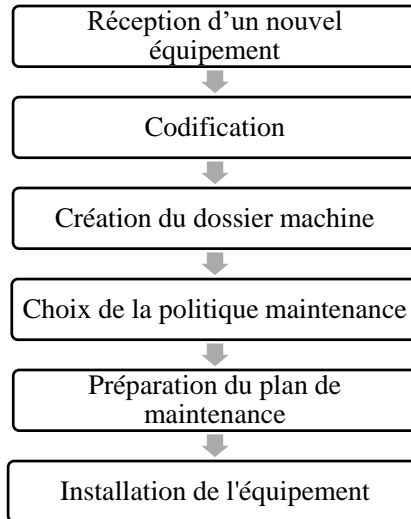 Réception d’un nouvel
équipement
Codification
Création du dossier machine
Choix de la politique maintenance
Préparation du plan de
maintenance
Installation de l'équipement